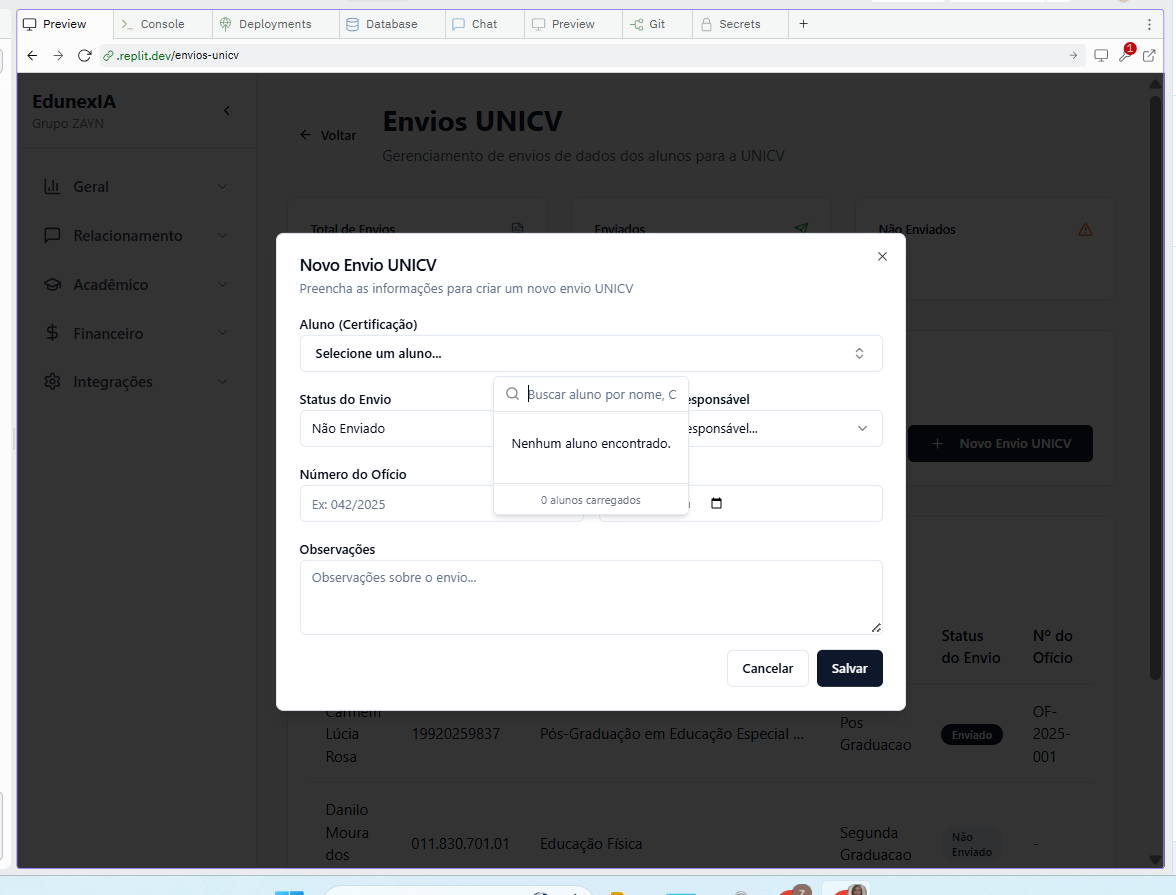 Preview
Console
Deployments
Database
Chat
Preview
Git
Secrets
.replit.dev/envios-unicv
1
EdunexIA
Grupo ZAYN
Geral
Relacionamento
Acadêmico
Financeiro
Integrações
Voltar
Envios UNICV
Gerenciamento de envios de dados dos alunos para a UNICV
Total de Envios
Enviados
Não Enviados
Novo Envio UNICV
Novo Envio UNICV
Preencha as informações para criar um novo envio UNICV
Aluno (Certificação)
Selecione um aluno...
Buscar aluno por nome, C
Nenhum aluno encontrado.
0 alunos carregados
Status do Envio
esponsável
Não Enviado
esponsável...
Número do Ofício
Ex: 042/2025
Observações
Observações sobre o envio...
Cancelar
Salvar
Status
do Envio
Nº do
Ofício
Carmem
Lúcia
Rosa
19920259837
Pós-Graduação em Educação Especial ...
Pos
Graduacao
Enviado
OF-
2025-
001
Danilo
Moura
dos
011.830.701.01
Educação Física
Segunda
Graduacao
Não
Enviado
-
7